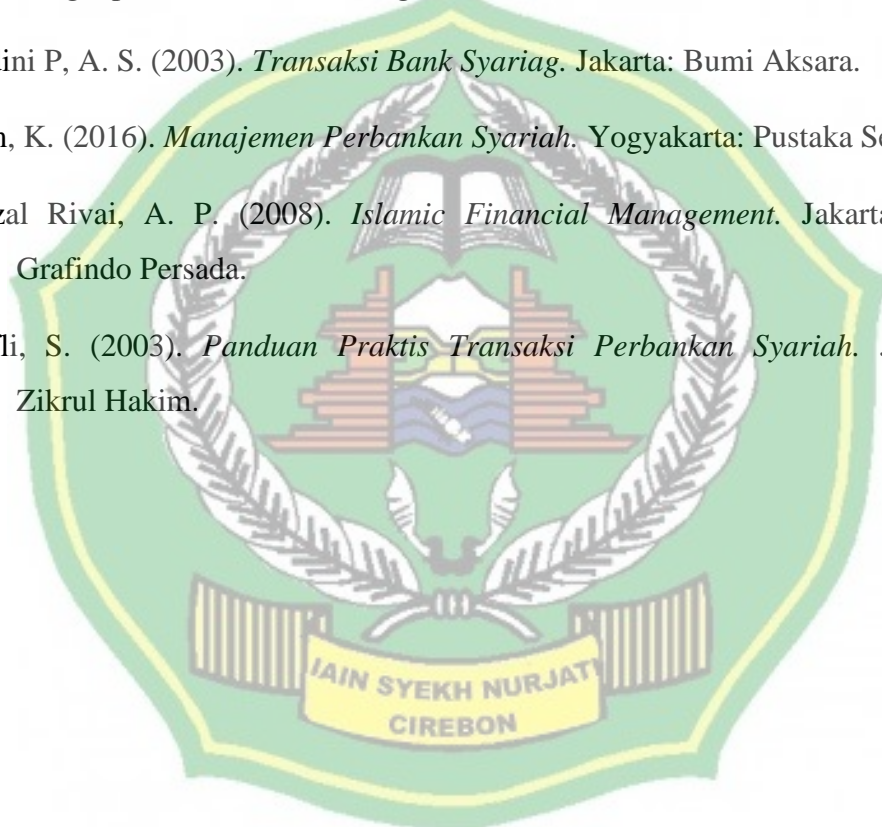 ini P, A. S. (2003). Transaksi Bank Syariag. Jakarta: Bumi Aksara.
, K. (2016). Manajemen Perbankan Syariah. Yogyakarta: Pustaka
zal Rivai, A. P. (2008). Islamic Financial Management. Jakarta
Grafindo Persada.
li, S. (2003). Panduan Praktis Transaksi Perbankan Syariah.
Zikrul Hakim.
IAIN SYEKH NURJATI
CIREBON